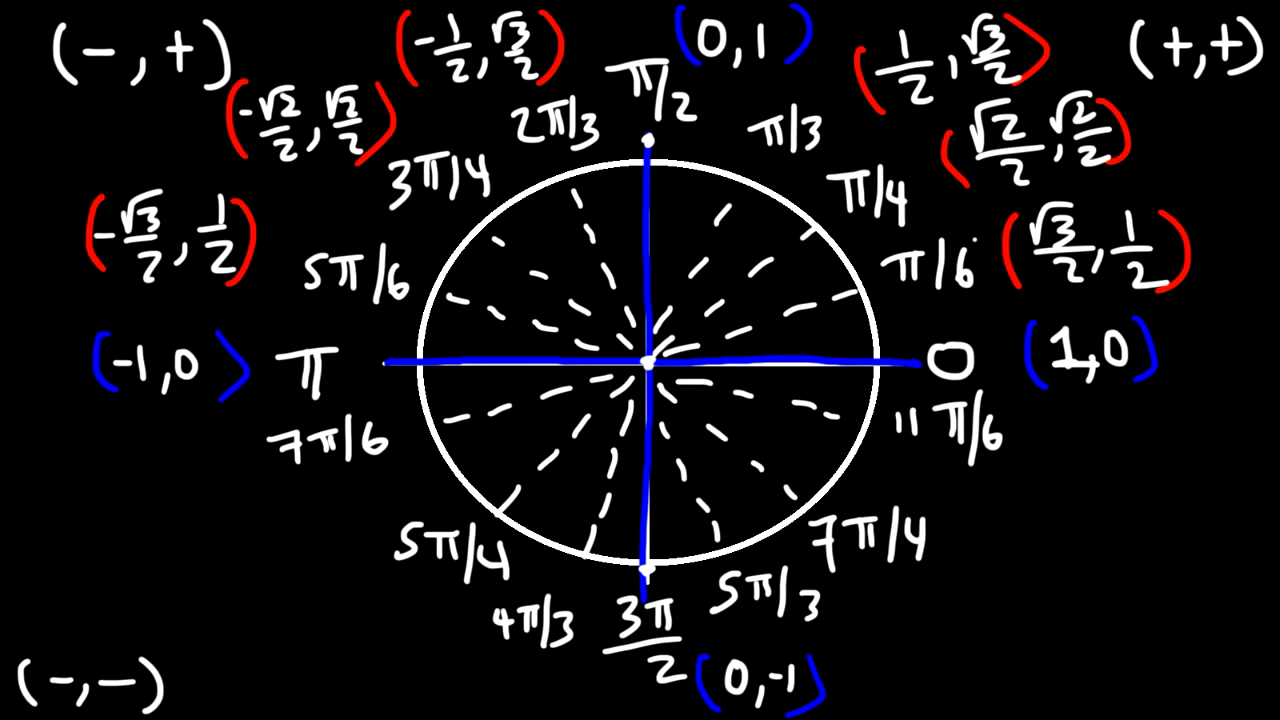 (-,+)
(-1/2, √3/2)
(0,1)
(1/2, √3/2)
(+,+)
(-√2/2, √2/2)
2π/3
π/2
π/3
(√2/2, √2/2)
3π/4
π/4
(-√3/2, 1/2)
5π/6
π/6
(√3/2, 1/2)
(-1,0)
π
0
(1,0)
7π/6
11π/6
5π/4
7π/4
4π/3
3π/2
5π/3
(-,-)
(0,-1)